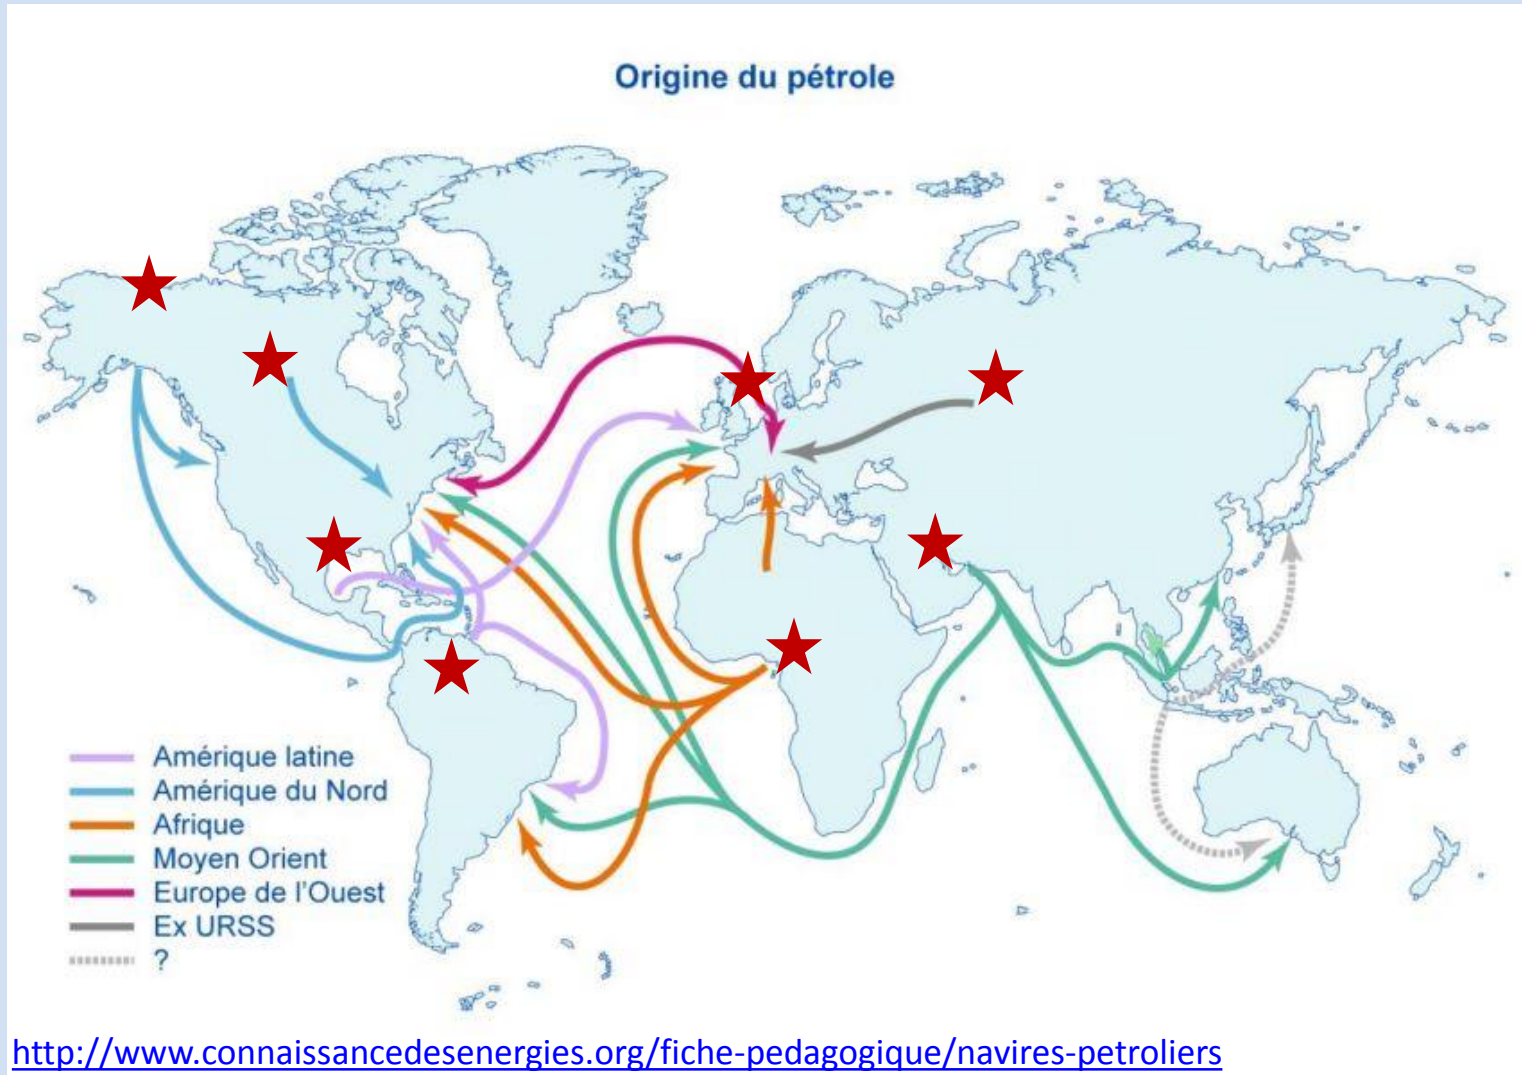 Origine du pétrole
Amérique latine
Amérique du Nord
Afrique
Moyen Orient
Europe de l'Ouest
Ex URSS
?
http://www.connaissancedesenergies.org/fiche-pedagogique/navires-petroliers